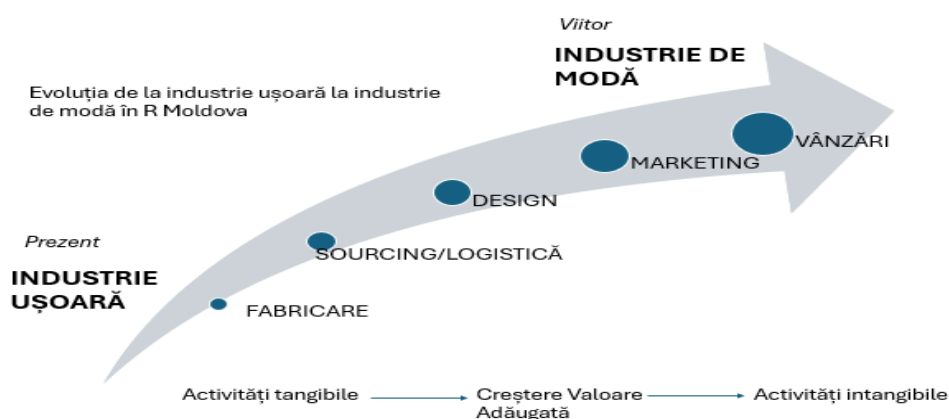 Viitor
INDUSTRIE DE
MODĂ
Evoluția de la industrie ușoară la industrie
de modă în R Moldova
VÂNZĂRI
MARKETING
DESIGN
Prezent
SOURCING/LOGISTICĂ
INDUSTRIE
UȘOARĂ
FABRICARE
Activități tangibile
Creștere Valoare
Adăugată
Activități intangibile